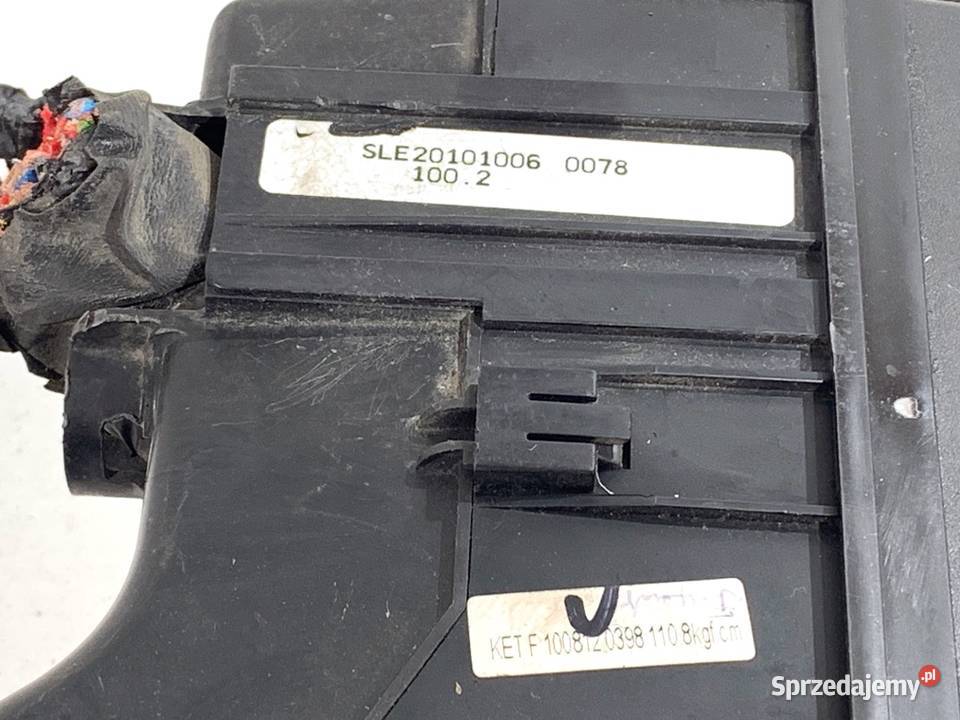 SLE20101006 0078
100.2
KET F 100812.0398 110.8kgf.cm
Sprzedajemy.pl